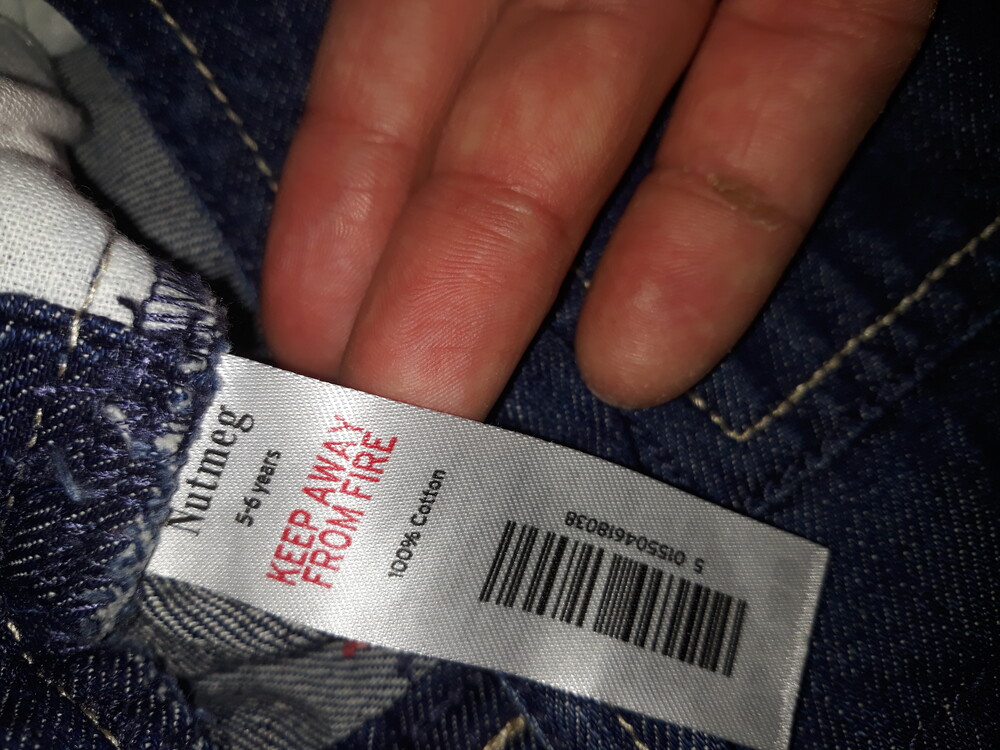 Nutmeg
5-6 years
KEEP AWAY
FROM FIRE
100% Cotton
5 015504618038